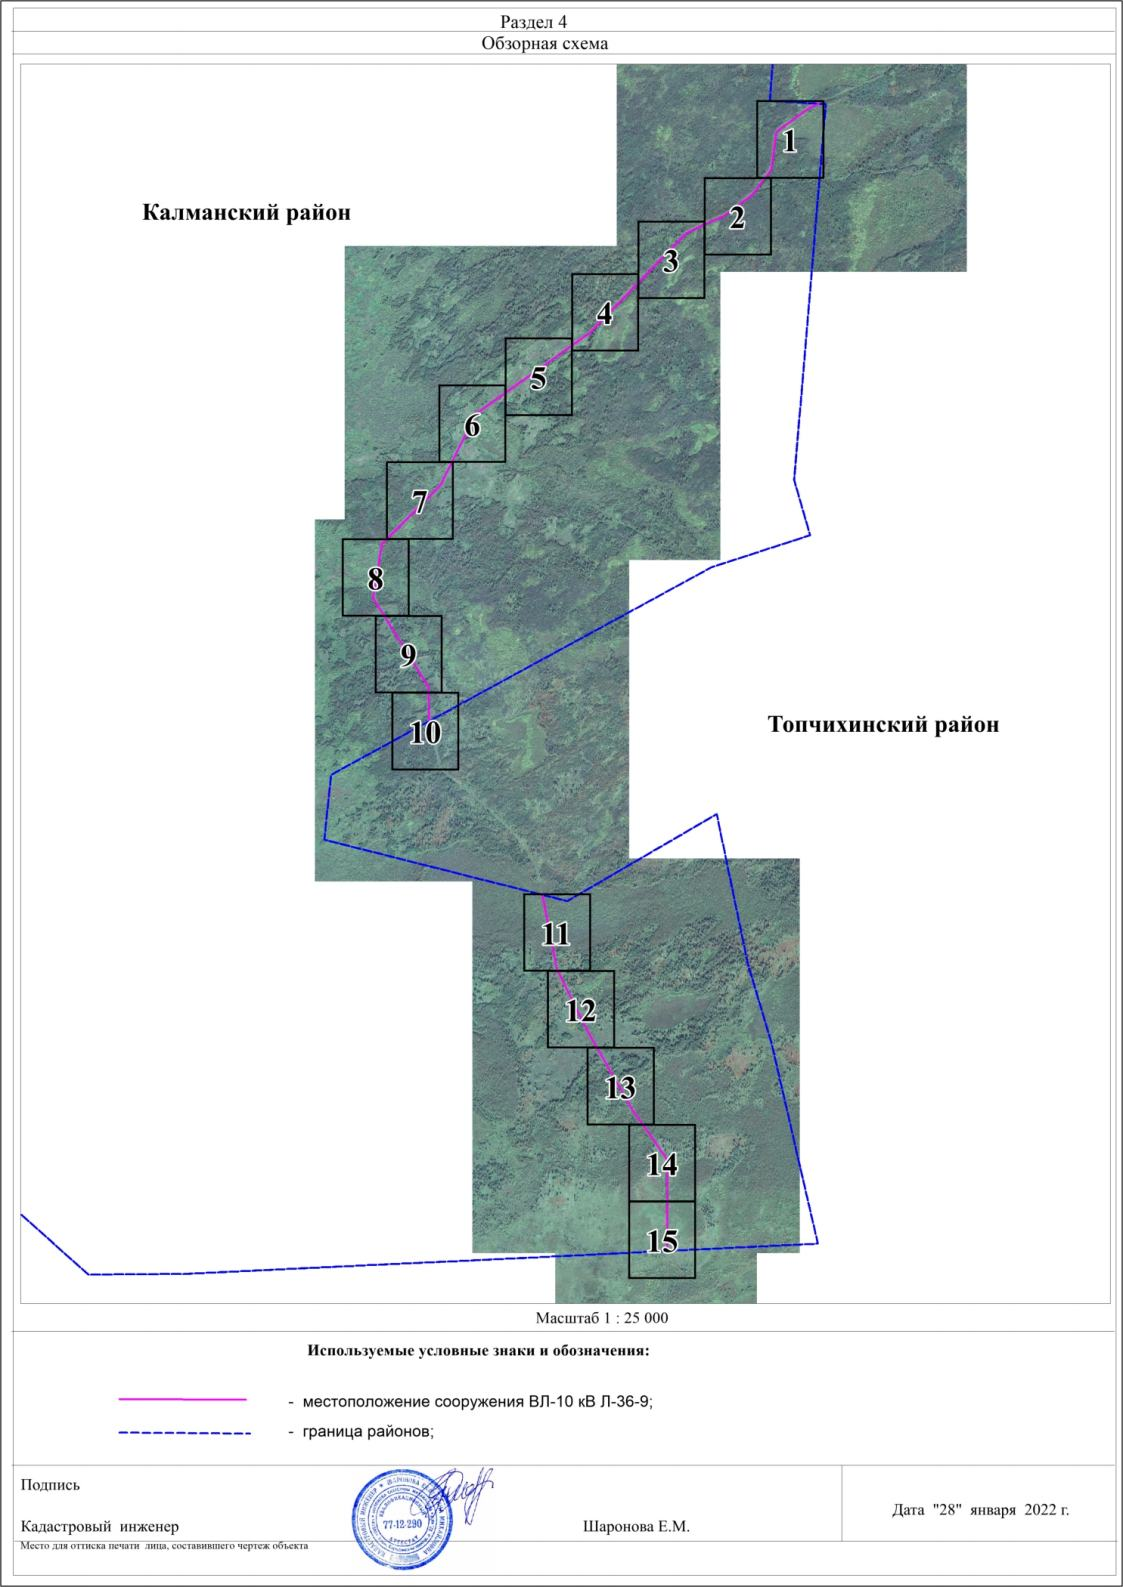 Раздел 4
Обзорная схема
1
Калманский район
2
3
4
5
6
7
8
9
Топчихинский район
10
11
12
13
14
15
Масштаб 1 : 25 000
Используемые условные знаки и обозначения:
- местоположение сооружения ВЛ-10 кВ Л-36-9;
- граница районов;
Подпись
77-12-290
Дата "28" января 2022 г.
Кадастровый инженер
Шаронова Е.М.
Место для оттиска печати лица, составившего чертеж объекта